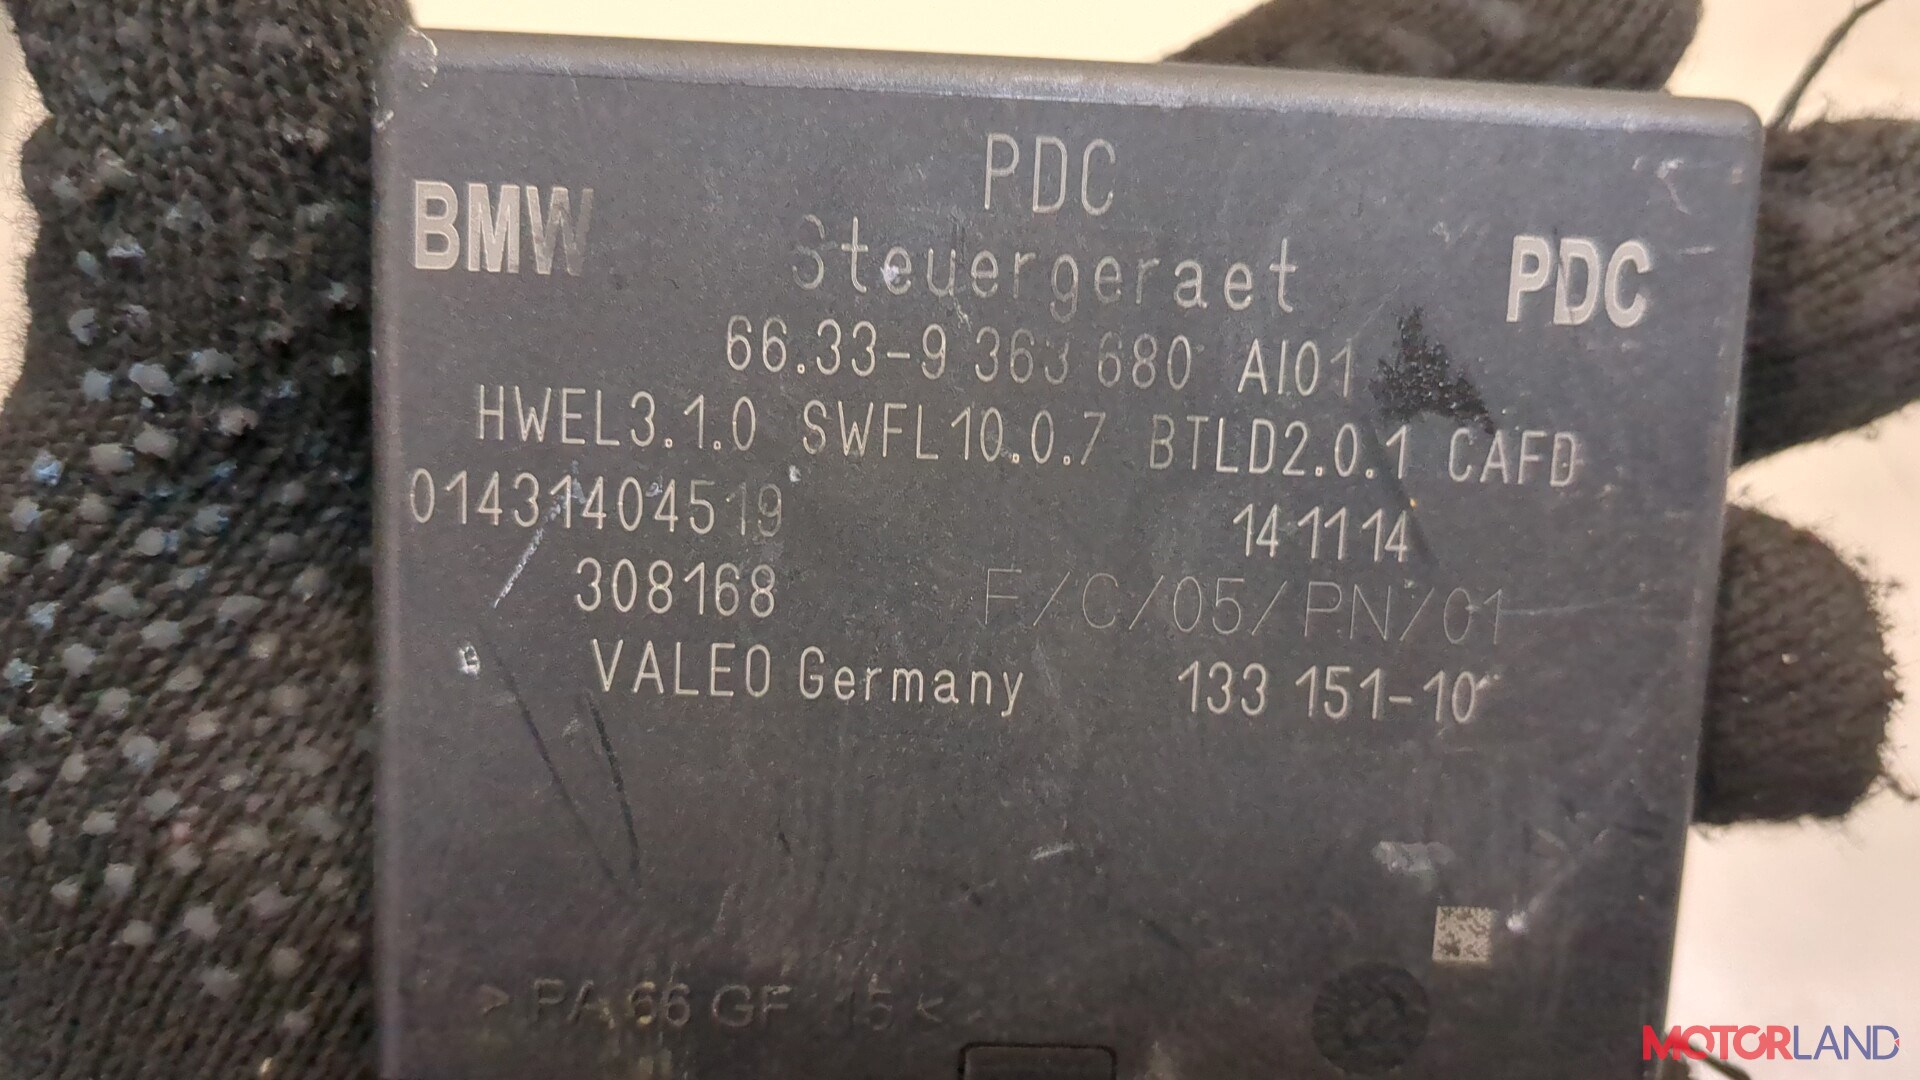 PDC
BMW
Steuergeraet
PDC
66.33-9 363 680 AI01
HWEL3.1.0 SWFL10.0.7 BTLD2.0.1 CAFD
01431404519 141114
308168 F/C/05/PN/01
VALEO Germany 133 151-10
> PA 66 GF 15 <
MOTORLAND